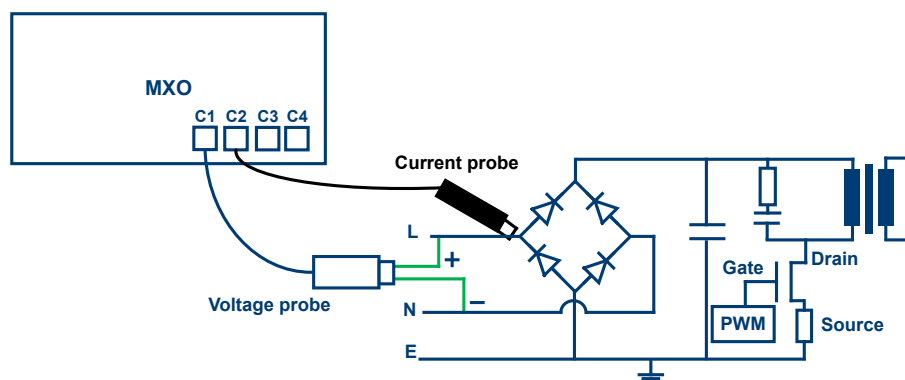 MXO
C1 C2 C3 C4
Current probe
L
+
Voltage probe
−
N
E
Gate
Drain
PWM
Source